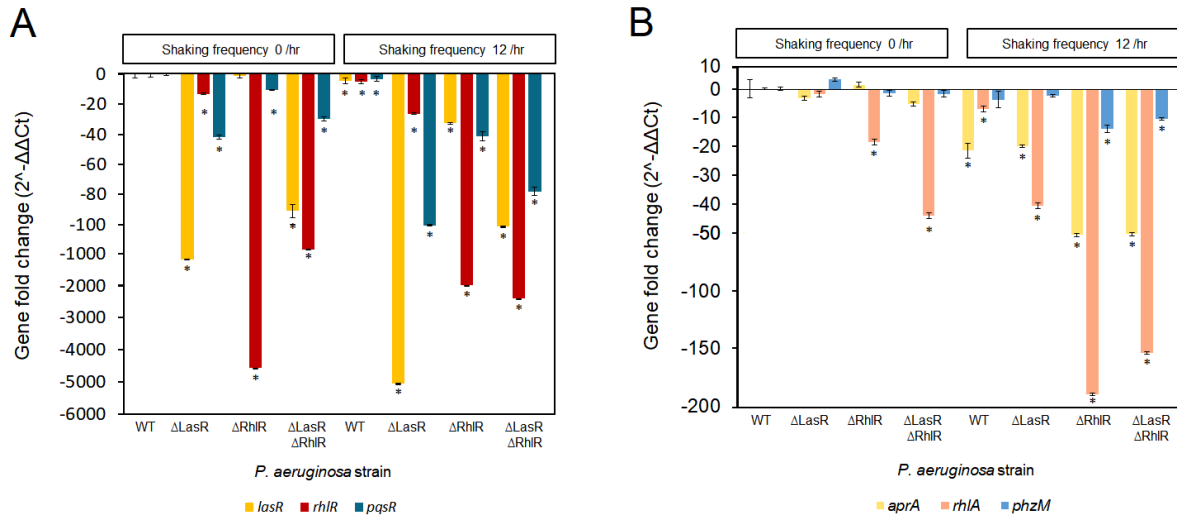 A
Shaking frequency 0 /hr
Shaking frequency 12 /hr
Gene fold change (2^-ΔΔCt)
0
-20
-40
-60
-80
-100
-1000
-2000
-3000
-4000
-5000
-6000
* * * * * * * * * * * * * * * * * * *
WT ΔLasR ΔRhlR ΔLasR ΔRhlR WT ΔLasR ΔRhlR ΔLasR ΔRhlR
P. aeruginosa strain
lasR rhlR pqsR
B
Shaking frequency 0 /hr
Shaking frequency 12 /hr
Gene fold change (2^-ΔΔCt)
10
0
-10
-20
-30
-40
-50
-100
-150
-200
* * * * * * * * * * * *
WT ΔLasR ΔRhlR ΔLasR ΔRhlR WT ΔLasR ΔRhlR ΔLasR ΔRhlR
P. aeruginosa strain
aprA rhlA phzM